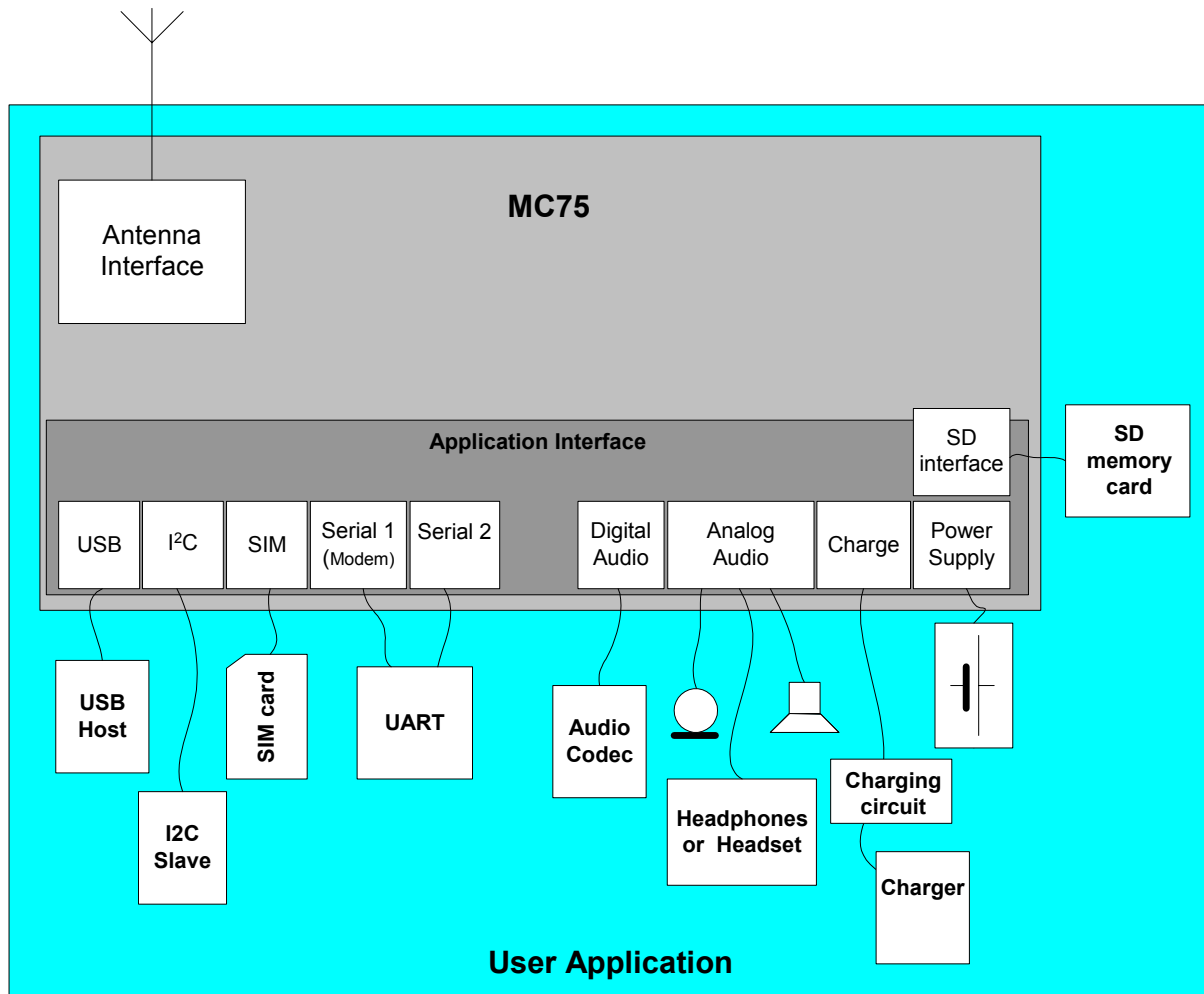 MC75
Antenna
Interface
Application Interface
SD
interface
SD
memory
card
USB
I²C
SIM
Serial 1
(Modem)
Serial 2
Digital
Audio
Analog
Audio
Charge
Power
Supply
USB
Host
SIM card
UART
Audio
Codec
I2C
Slave
Headphones
or Headset
Charging
circuit
Charger
User Application